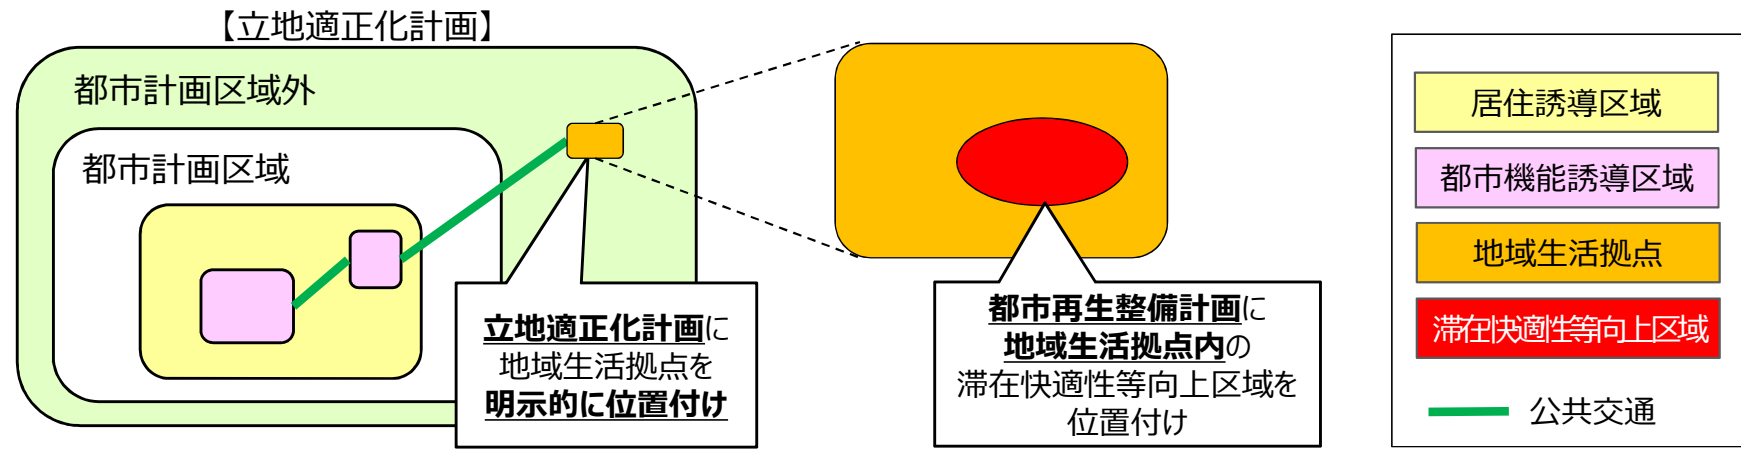 【立地適正化計画】
都市計画区域外
都市計画区域
立地適正化計画に
地域生活拠点を
明示的に位置付け
都市再生整備計画に
地域生活拠点内の
滞在快適性等向上区域を
位置付け
居住誘導区域
都市機能誘導区域
地域生活拠点
滞在快適性等向上区域
公共交通